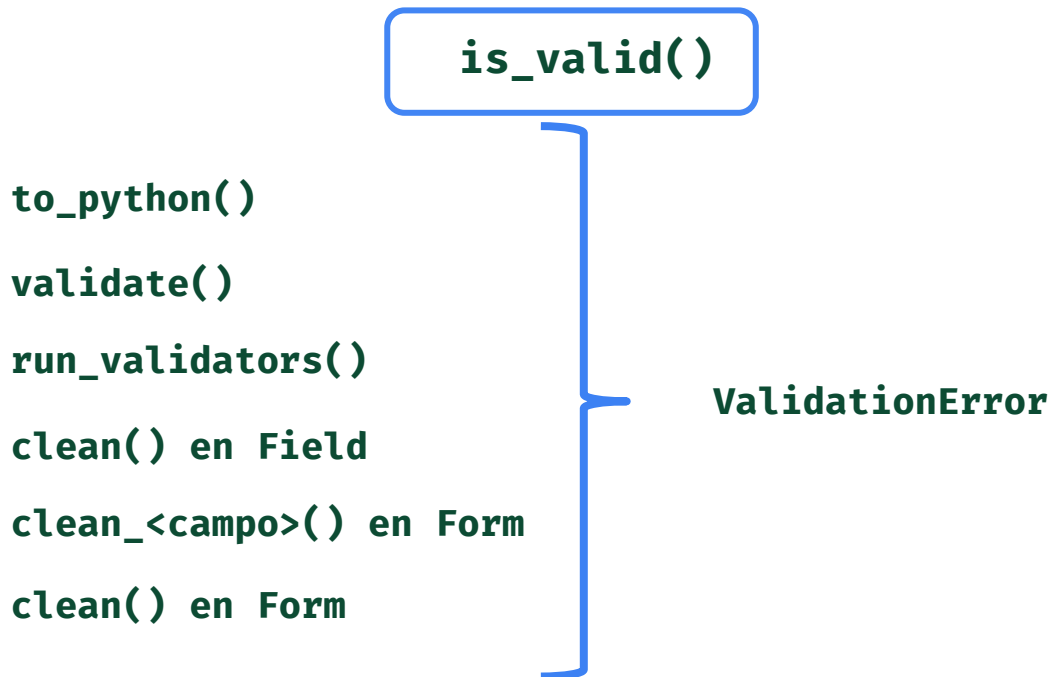 is_valid()
to_python()
validate()
run_validators()
ValidationError
clean() en Field
clean_<campo>() en Form
clean() en Form